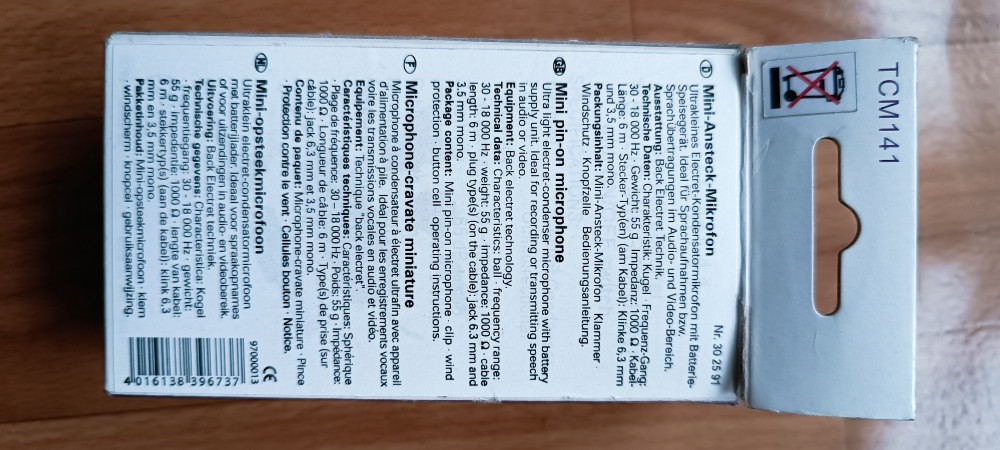 TCM141
Nr. 30 25 91
D Mini-Ansteck-Mikrofon
Ultrakleines Electret-Kondensatormikrofon mit Batterie-
Speisegerät. Ideal für Sprachaufnahmen bzw.
Sprachübertragungen im Audio- und Video-Bereich.
Ausstattung: Back Electret Technik.
Technische Daten: Charakteristik: Kugel · Frequenz-Gang:
30 - 18 000 Hz · Gewicht: 55 g · Impedanz: 1000 Ω · Kabel-
Länge: 6 m · Stecker-Typ(en) (am Kabel): Klinke 6,3 mm
und 3,5 mm mono.
Packungsinhalt: Mini-Ansteck-Mikrofon · Klammer ·
Windschutz · Knopfzelle · Bedienungsanleitung.
GB Mini pin-on microphone
Ultra light electret-condenser microphone with battery
supply unit. Ideal for recording or transmitting speech
in audio or video.
Equipment: Back electret technology.
Technical data: Characteristics: ball · frequency range:
30 - 18 000 Hz · weight: 55 g · impedance: 1000 Ω · cable
length: 6 m · plug type(s) (on the cable): jack 6.3 mm and
3.5 mm mono.
Package content: Mini pin-on microphone · clip · wind
protection · button cell · operating instructions.
F Microphone-cravate miniature
Microphone à condensateur à électret ultrafin avec appareil
d'alimentation à pile. Idéal pour les enregistrements vocaux
voire les transmissions vocales en audio et vidéo.
Equipement: Technique "back electret".
Caractéristiques techniques: Caractéristiques: Sphérique
· Plage de fréquence: 30 - 18 000 Hz · Poids: 55 g · Impédance:
1000 Ω · Longueur de câble: 6 m · Type(s) de prise (sur
câble): jack 6,3 mm et 3,5 mm mono.
Contenu de paquet: Microphone-cravate miniature · Pince
· Protection contre le vent · Cellules bouton · Notice.
NL Mini-opsteekmicrofoon
Ultraklein electret-condensatormicrofoon
met batterijlader. Ideaal voor spraakopnames
of voor uitzendingen in audio- en videobereik.
Uitvoering: Back Electret techniek.
Technische gegevens: Characteristica: Kogel
· frequentiegang: 30 - 18 000 Hz · gewicht:
55 g · impedentie: 1000 Ω · lengte van kabel:
6 m · stekkertype(s) (aan de kabel): klink 6,3
mm en 3,5 mm mono.
Pakketinhoud: Mini-opsteekmicrofoon · klem
· windscherm · knopcel · gebruiksaanwijzing.
CE
97000013
4 016138 396737